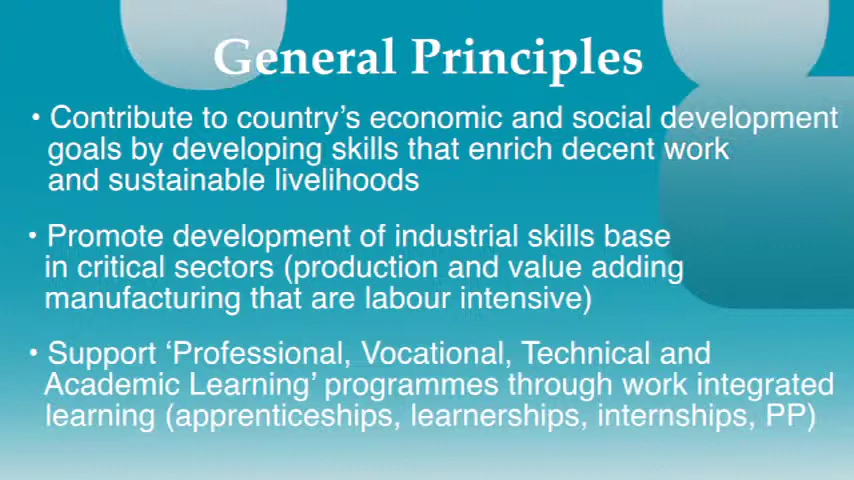 General Principles
• Contribute to country’s economic and social development
goals by developing skills that enrich decent work
and sustainable livelihoods
• Promote development of industrial skills base
in critical sectors (production and value adding
manufacturing that are labour intensive)
• Support ‘Professional, Vocational, Technical and
Academic Learning’ programmes through work integrated
learning (apprenticeships, learnerships, internships, PP)